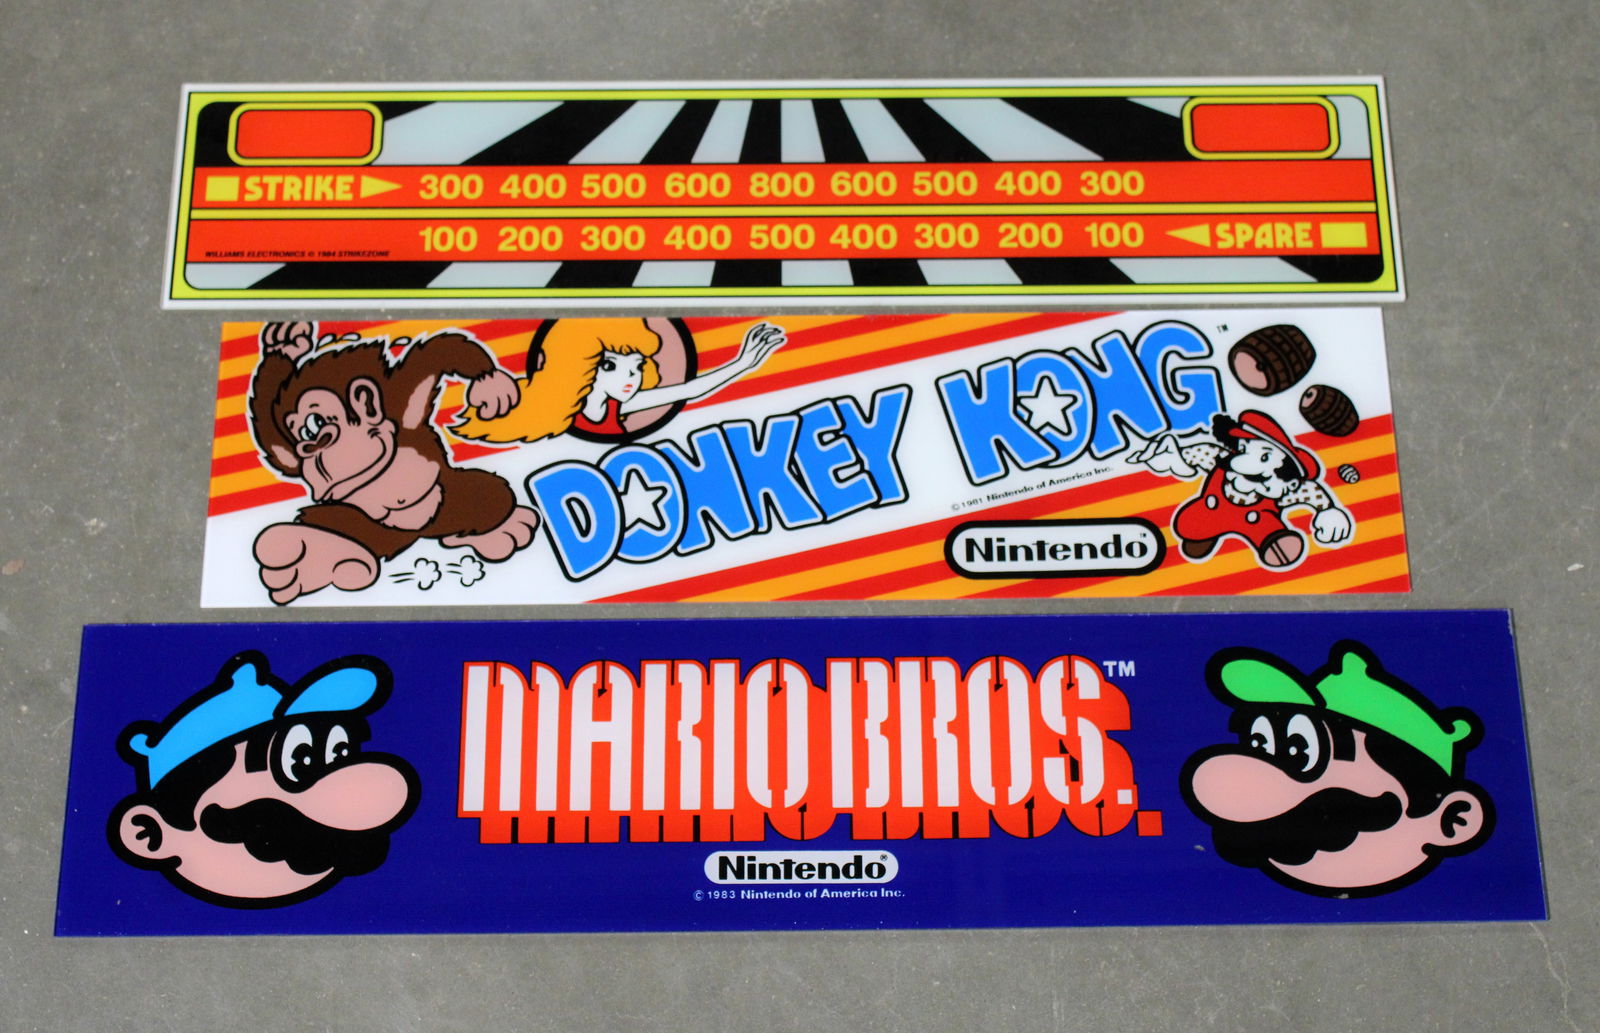 STRIKE 300 400 500 600 800 600 500 400 300
100 200 300 400 500 400 300 200 100 SPARE
WILLIAMS ELECTRONICS © 1984 STRIKEZONE
DONKEY KONG™
©1981 Nintendo of America Inc.
Nintendo®
MARIO BROS.™
Nintendo®
©1983 Nintendo of America Inc.